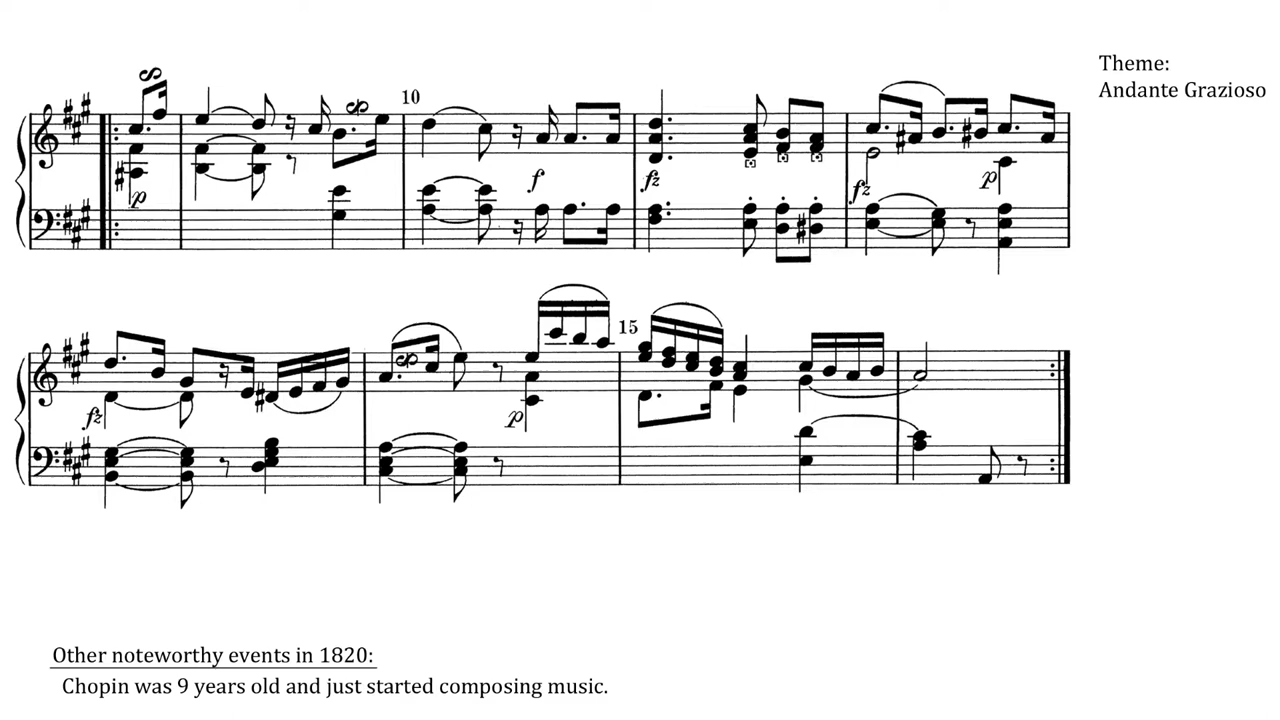 Theme:
Andante Grazioso
10
p
f
fz
fz
p
fz
p
15
Other noteworthy events in 1820:
Chopin was 9 years old and just started composing music.